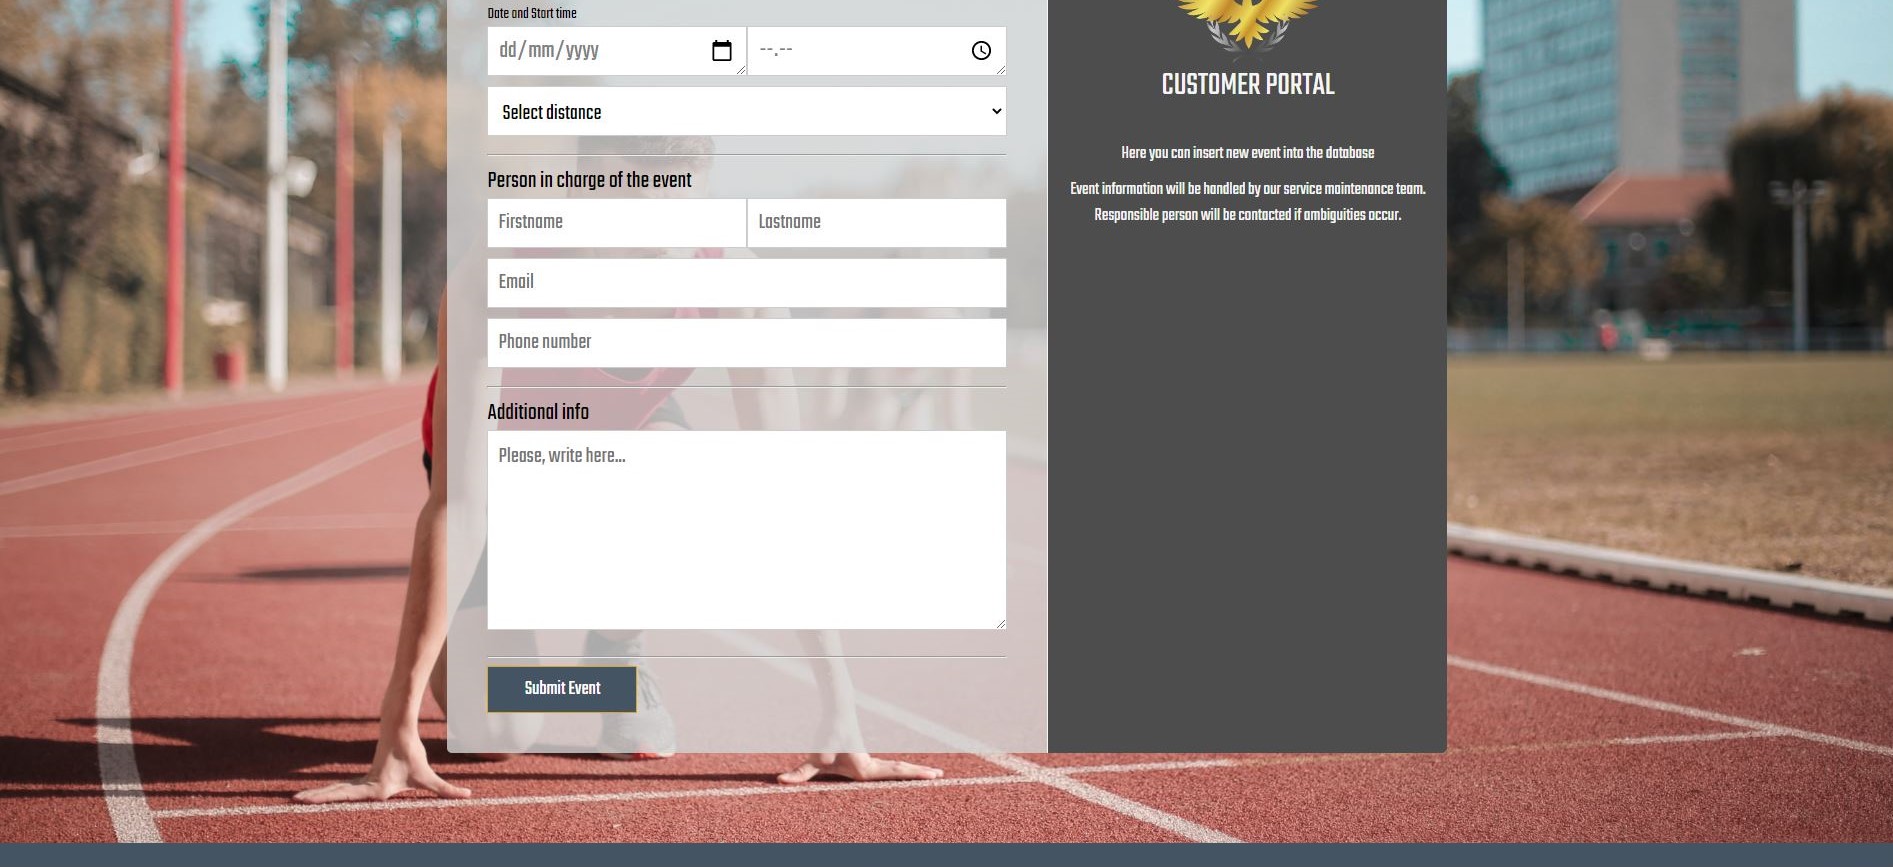 Date and Start time
dd/mm/yyyy
--.--
Select distance
Person in charge of the event
Firstname
Lastname
Email
Phone number
Additional info
Please, write here...
Submit Event
CUSTOMER PORTAL
Here you can insert new event into the database
Event information will be handled by our service maintenance team.
Responsible person will be contacted if ambiguities occur.